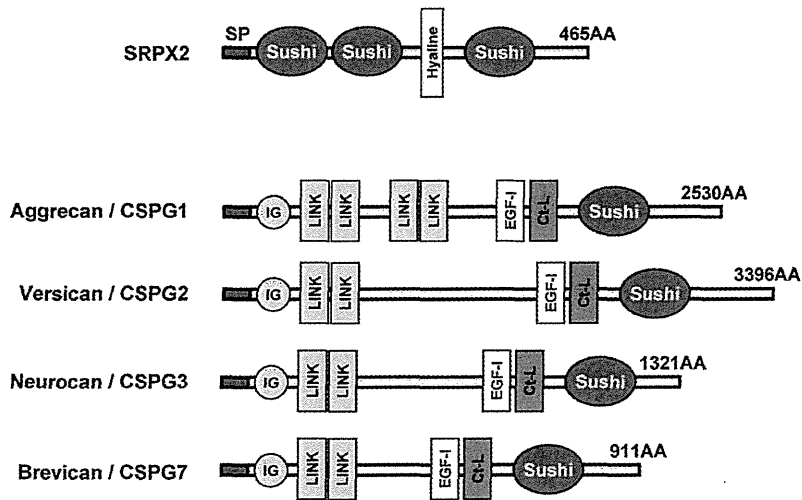 SP
SRPX2 Sushi Sushi Hyaline Sushi 465AA
Aggrecan / CSPG1 IG LINK LINK LINK LINK EGF-I Ct-L Sushi 2530AA
Versican / CSPG2 IG LINK LINK EGF-I Ct-L Sushi 3396AA
Neurocan / CSPG3 IG LINK LINK EGF-I Ct-L Sushi 1321AA
Brevican / CSPG7 IG LINK LINK EGF-I Ct-L Sushi 911AA